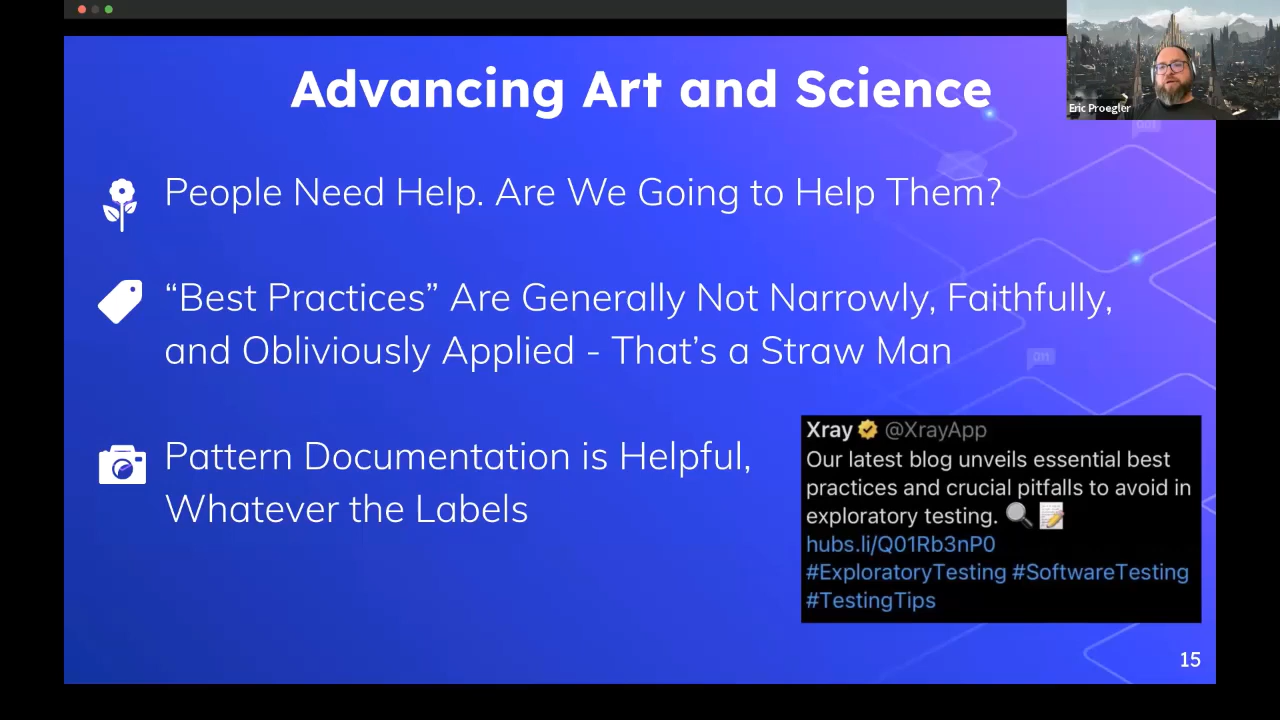 Advancing Art and Science
Eric Proegler
People Need Help. Are We Going to Help Them?
“Best Practices” Are Generally Not Narrowly, Faithfully,
and Obliviously Applied - That’s a Straw Man
Pattern Documentation is Helpful,
Whatever the Labels
Xray @XrayApp
Our latest blog unveils essential best
practices and crucial pitfalls to avoid in
exploratory testing. 🔍 📝
hubs.li/Q01Rb3nP0
#ExploratoryTesting #SoftwareTesting
#TestingTips
15